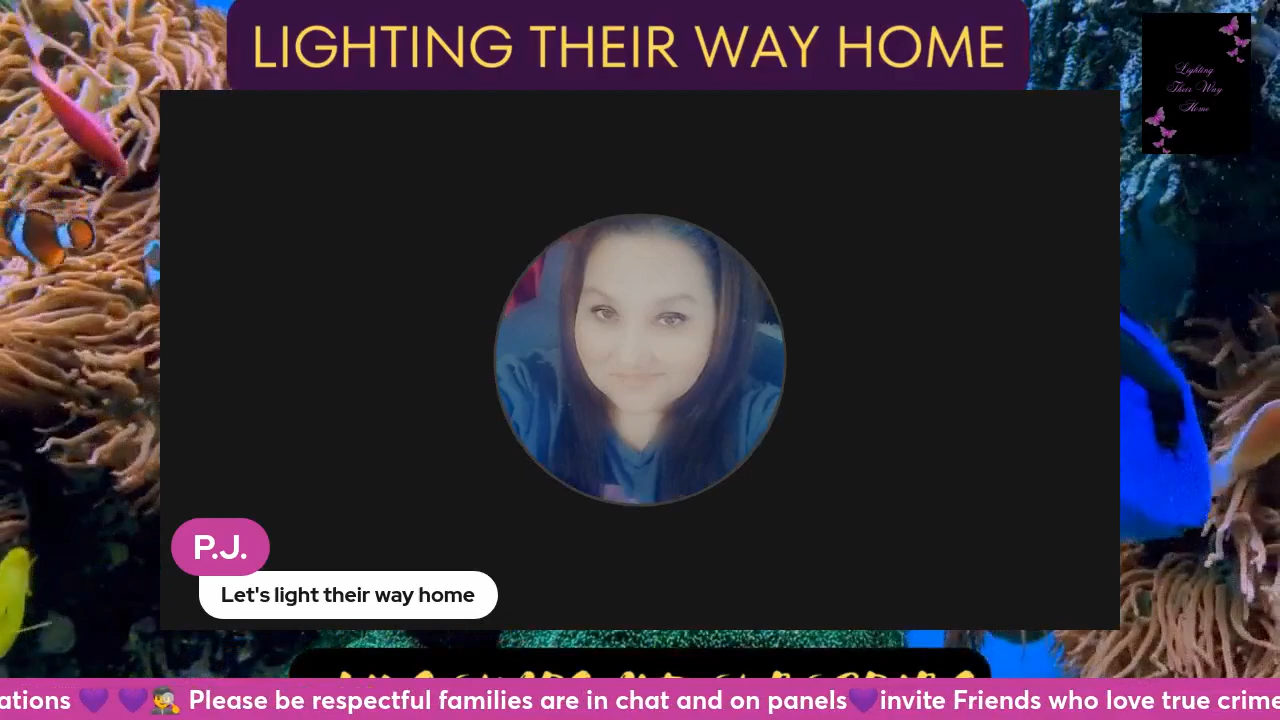 LIGHTING THEIR WAY HOME
Lighting
Their Way
Home
P.J.
Let's light their way home
ations 💜 💜🕵️ Please be respectful families are in chat and on panels💜invite Friends who love true crime